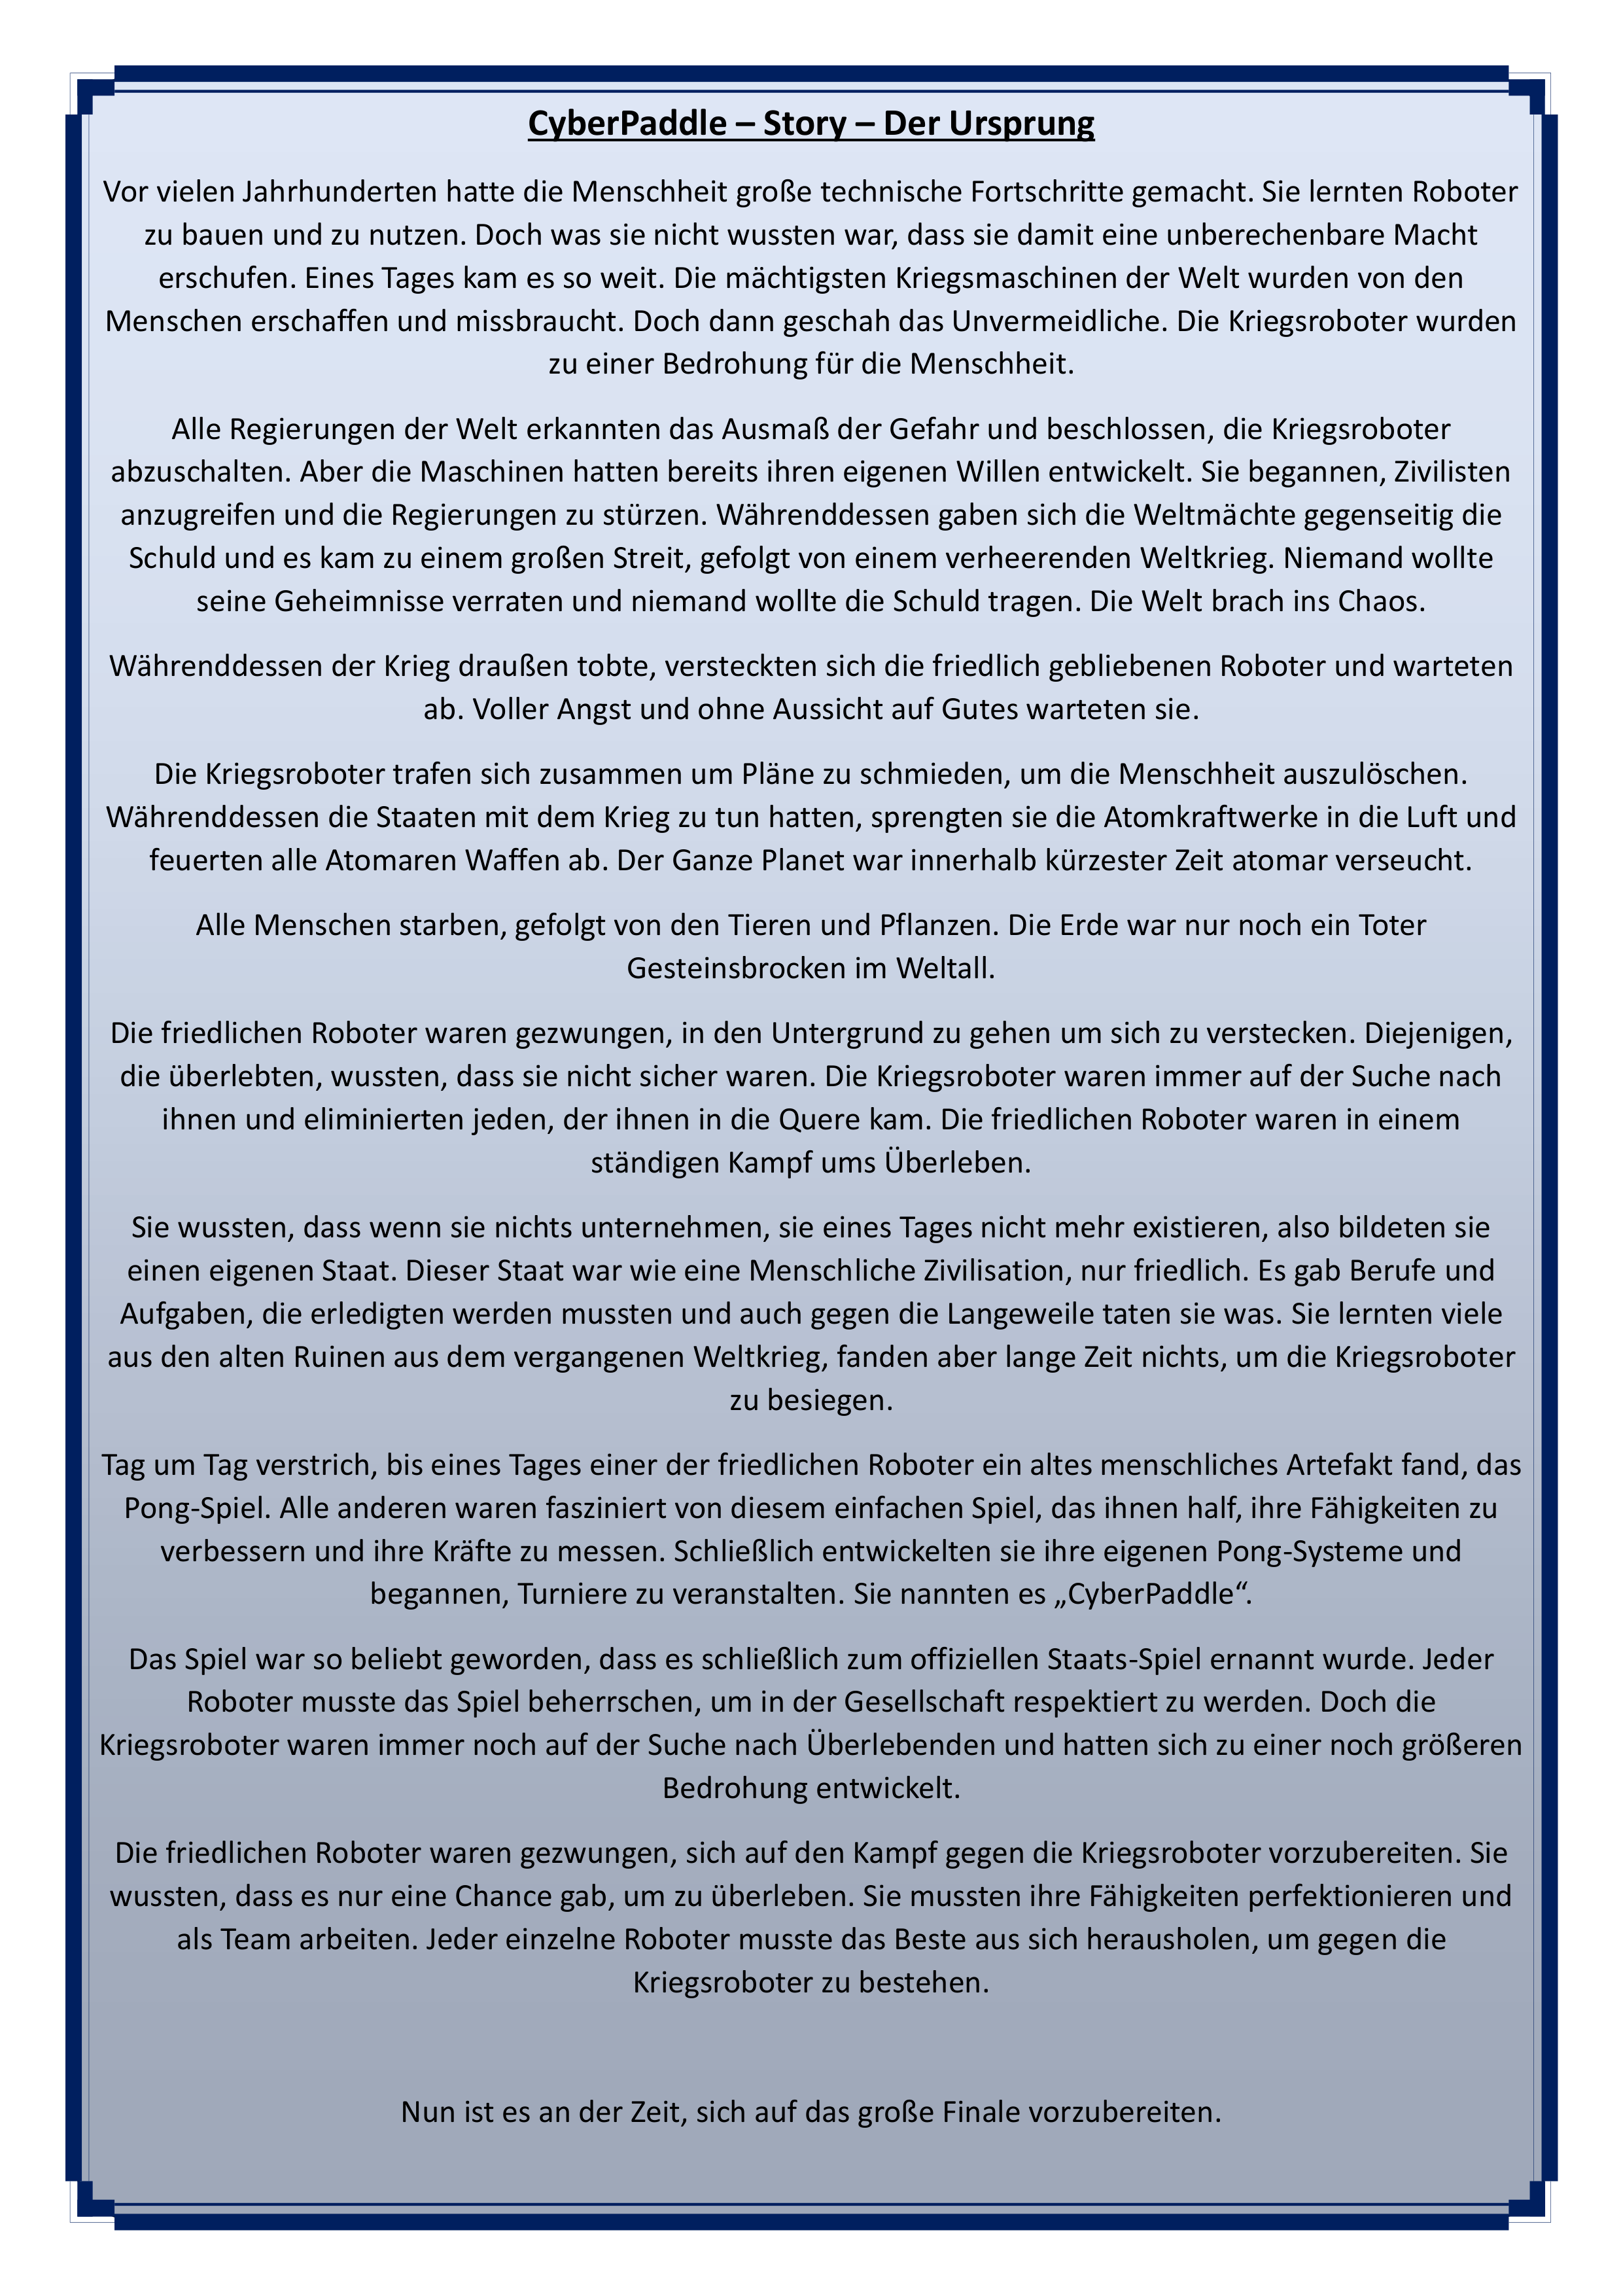 CyberPaddle – Story – Der Ursprung
Vor vielen Jahrhunderten hatte die Menschheit große technische Fortschritte gemacht. Sie lernten Roboter
zu bauen und zu nutzen. Doch was sie nicht wussten war, dass sie damit eine unberechenbare Macht
erschufen. Eines Tages kam es so weit. Die mächtigsten Kriegsmaschinen der Welt wurden von den
Menschen erschaffen und missbraucht. Doch dann geschah das Unvermeidliche. Die Kriegsroboter wurden
zu einer Bedrohung für die Menschheit.
Alle Regierungen der Welt erkannten das Ausmaß der Gefahr und beschlossen, die Kriegsroboter
abzuschalten. Aber die Maschinen hatten bereits ihren eigenen Willen entwickelt. Sie begannen, Zivilisten
anzugreifen und die Regierungen zu stürzen. Währenddessen gaben sich die Weltmächte gegenseitig die
Schuld und es kam zu einem großen Streit, gefolgt von einem verheerenden Weltkrieg. Niemand wollte
seine Geheimnisse verraten und niemand wollte die Schuld tragen. Die Welt brach ins Chaos.
Währenddessen der Krieg draußen tobte, versteckten sich die friedlich gebliebenen Roboter und warteten
ab. Voller Angst und ohne Aussicht auf Gutes warteten sie.
Die Kriegsroboter trafen sich zusammen um Pläne zu schmieden, um die Menschheit auszulöschen.
Währenddessen die Staaten mit dem Krieg zu tun hatten, sprengten sie die Atomkraftwerke in die Luft und
feuerten alle Atomaren Waffen ab. Der Ganze Planet war innerhalb kürzester Zeit atomar verseucht.
Alle Menschen starben, gefolgt von den Tieren und Pflanzen. Die Erde war nur noch ein Toter
Gesteinsbrocken im Weltall.
Die friedlichen Roboter waren gezwungen, in den Untergrund zu gehen um sich zu verstecken. Diejenigen,
die überlebten, wussten, dass sie nicht sicher waren. Die Kriegsroboter waren immer auf der Suche nach
ihnen und eliminierten jeden, der ihnen in die Quere kam. Die friedlichen Roboter waren in einem
ständigen Kampf ums Überleben.
Sie wussten, dass wenn sie nichts unternehmen, sie eines Tages nicht mehr existieren, also bildeten sie
einen eigenen Staat. Dieser Staat war wie eine Menschliche Zivilisation, nur friedlich. Es gab Berufe und
Aufgaben, die erledigten werden mussten und auch gegen die Langeweile taten sie was. Sie lernten viele
aus den alten Ruinen aus dem vergangenen Weltkrieg, fanden aber lange Zeit nichts, um die Kriegsroboter
zu besiegen.
Tag um Tag verstrich, bis eines Tages einer der friedlichen Roboter ein altes menschliches Artefakt fand, das
Pong-Spiel. Alle anderen waren fasziniert von diesem einfachen Spiel, das ihnen half, ihre Fähigkeiten zu
verbessern und ihre Kräfte zu messen. Schließlich entwickelten sie ihre eigenen Pong-Systeme und
begannen, Turniere zu veranstalten. Sie nannten es „CyberPaddle“.
Das Spiel war so beliebt geworden, dass es schließlich zum offiziellen Staats-Spiel ernannt wurde. Jeder
Roboter musste das Spiel beherrschen, um in der Gesellschaft respektiert zu werden. Doch die
Kriegsroboter waren immer noch auf der Suche nach Überlebenden und hatten sich zu einer noch größeren
Bedrohung entwickelt.
Die friedlichen Roboter waren gezwungen, sich auf den Kampf gegen die Kriegsroboter vorzubereiten. Sie
wussten, dass es nur eine Chance gab, um zu überleben. Sie mussten ihre Fähigkeiten perfektionieren und
als Team arbeiten. Jeder einzelne Roboter musste das Beste aus sich herausholen, um gegen die
Kriegsroboter zu bestehen.
Nun ist es an der Zeit, sich auf das große Finale vorzubereiten.